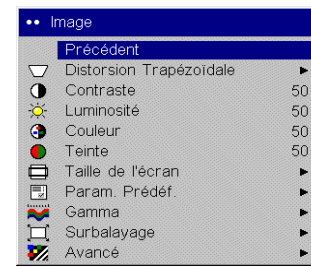 •• Image
Précédent
Distorsion Trapézoïdale
Contraste 50
Luminosité 50
Couleur 50
Teinte 50
Taille de l'écran
Param. Prédéf.
Gamma
Surbalayage
Avancé